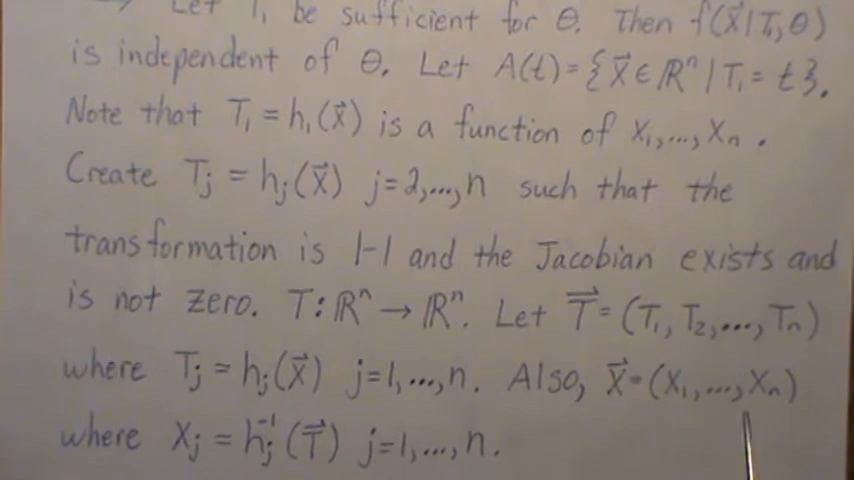 → Let T₁ be sufficient for θ. Then f(X⃗|T₁,θ)
is independent of θ. Let A(t)={X⃗∈ℝⁿ|T₁=t}.
Note that T₁=h₁(X⃗) is a function of X₁,...,Xₙ.
Create Tⱼ=hⱼ(X⃗) j=2,...,n such that the
transformation is 1-1 and the Jacobian exists and
is not zero. T:ℝⁿ→ℝⁿ. Let T⃗=(T₁,T₂,...,Tₙ)
where Tⱼ=hⱼ(X⃗) j=1,...,n. Also, X⃗=(X₁,...,Xₙ)
where Xⱼ=hⱼ⁻¹(T⃗) j=1,...,n.